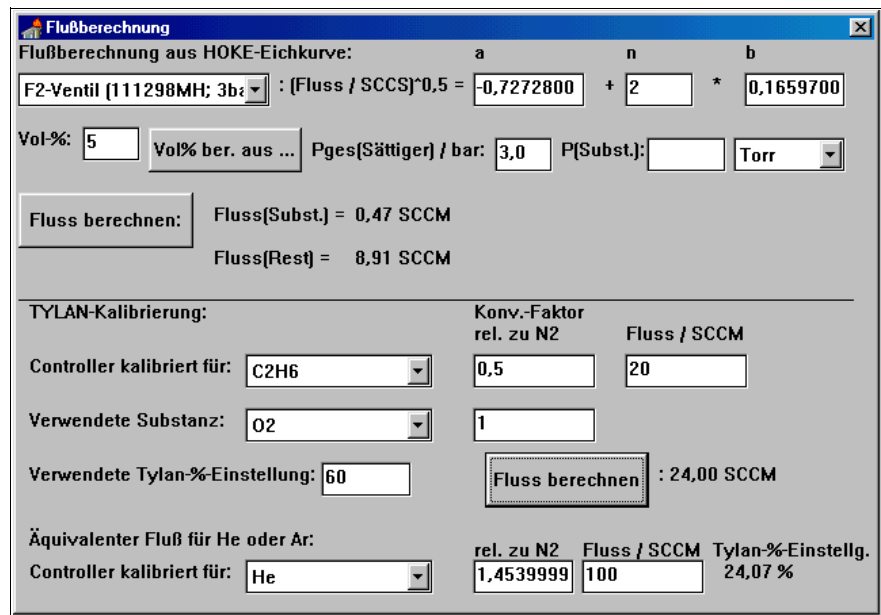 Flußberechnung
Flußberechnung aus HOKE-Eichkurve: a n b
F2-Ventil (111298MH; 3ba : (Fluss / SCCS)^0,5 = -0,7272800 + 2 * 0,1659700
Vol-%: 5 Vol% ber. aus ... Pges(Sättiger) / bar: 3,0 P(Subst.): Torr
Fluss berechnen: Fluss(Subst.) = 0,47 SCCM
Fluss(Rest) = 8,91 SCCM
TYLAN-Kalibrierung: Konv.-Faktor
rel. zu N2 Fluss / SCCM
Controller kalibriert für: C2H6 0,5 20
Verwendete Substanz: O2 1
Verwendete Tylan-%-Einstellung: 60 Fluss berechnen : 24,00 SCCM
Äquivalenter Fluß für He oder Ar:
rel. zu N2 Fluss / SCCM Tylan-%-Einstellg.
Controller kalibriert für: He 1,4539999 100 24,07 %